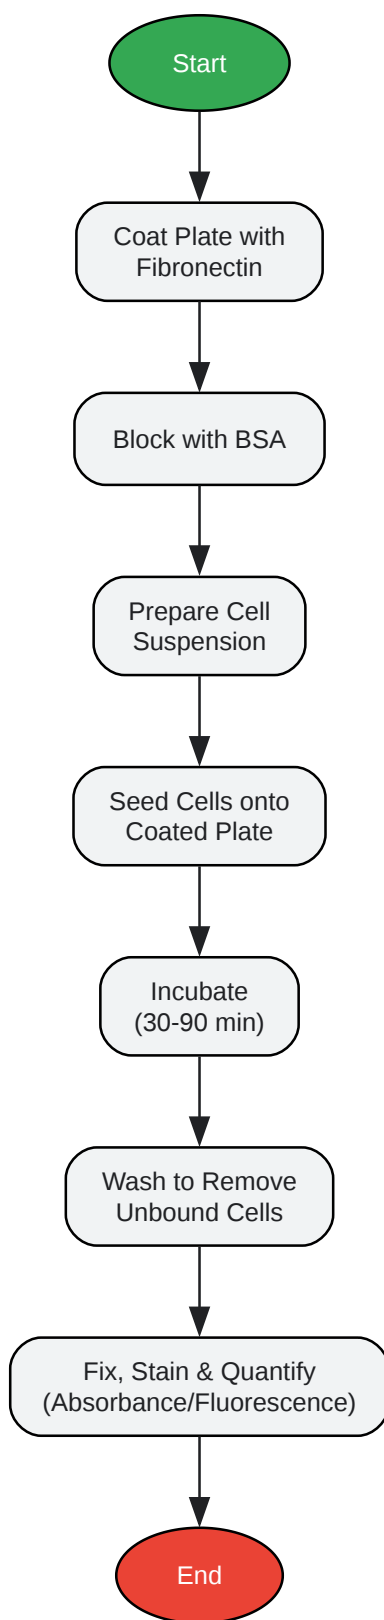 Start
Coat Plate with
Fibronectin
Block with BSA
Prepare Cell
Suspension
Seed Cells onto
Coated Plate
Incubate
(30-90 min)
Wash to Remove
Unbound Cells
Fix, Stain & Quantify
(Absorbance/Fluorescence)
End